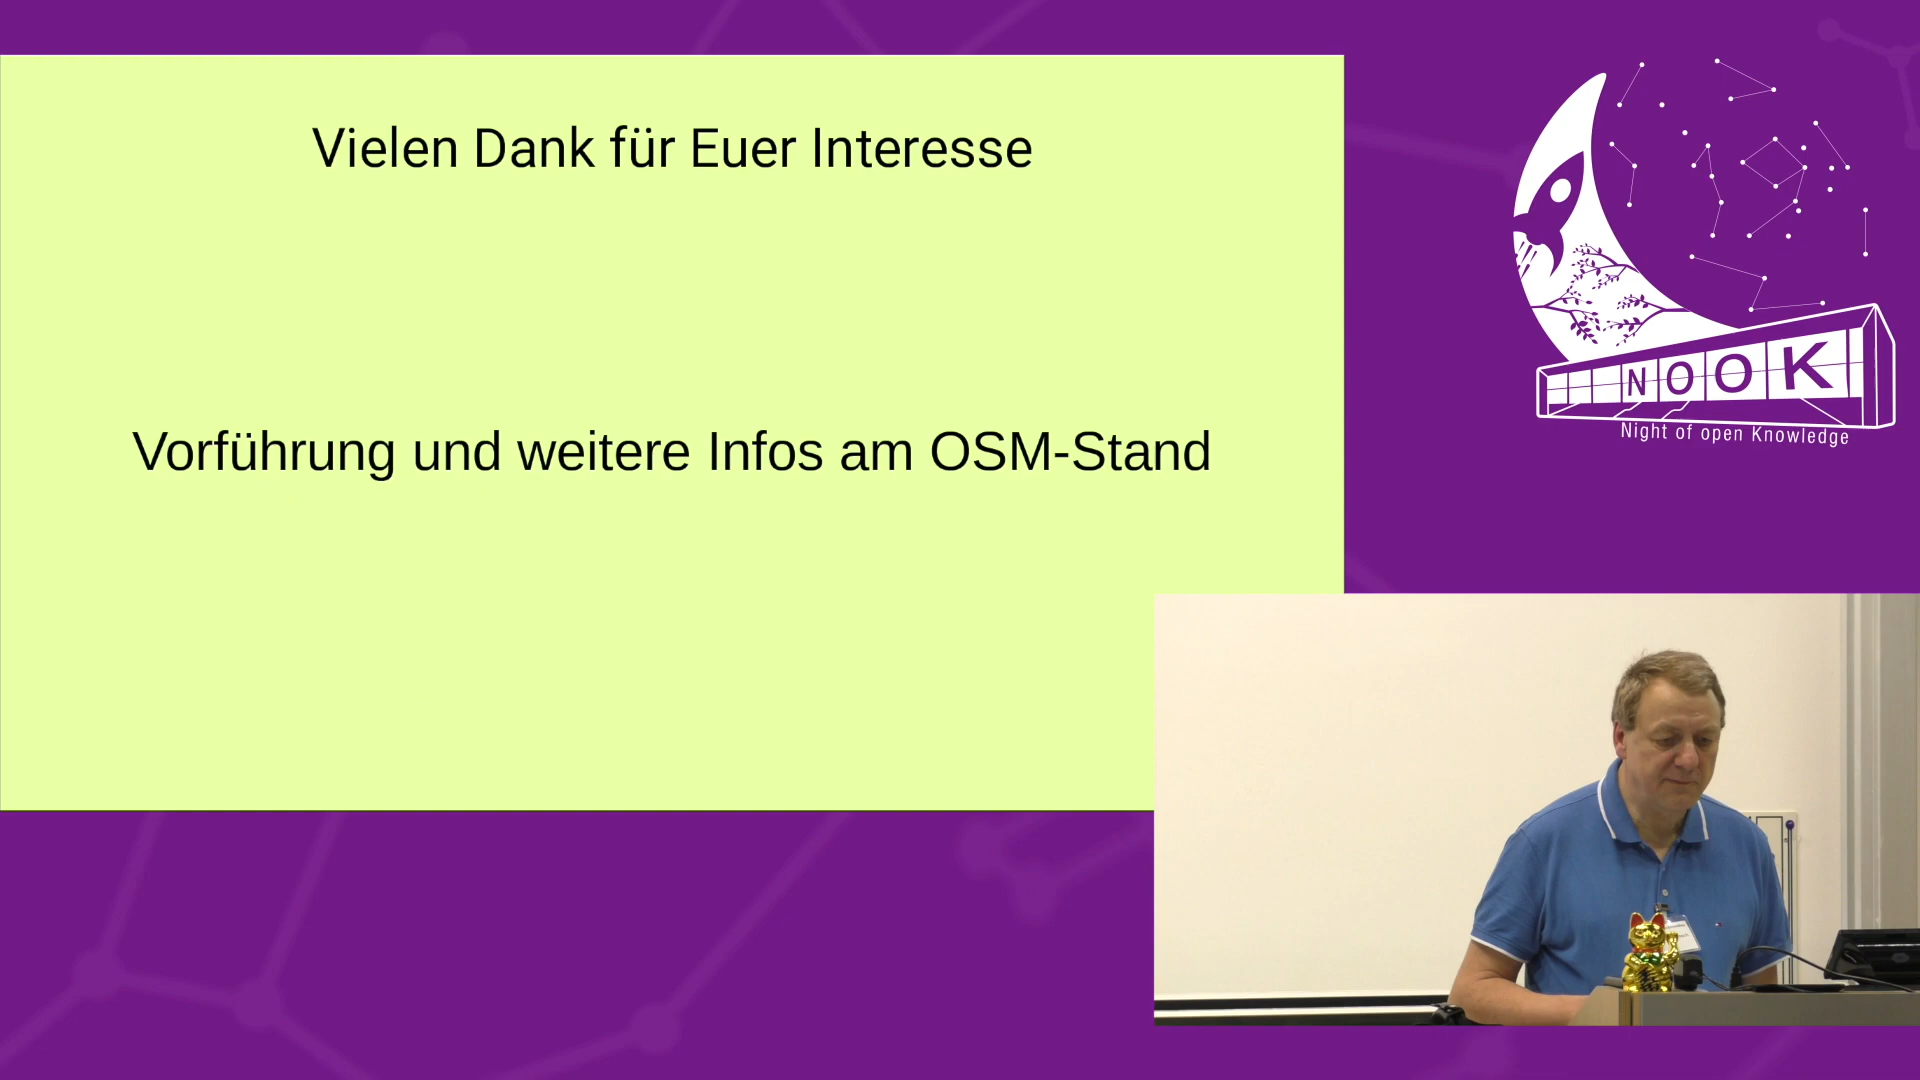 Vielen Dank für Euer Interesse
Vorführung und weitere Infos am OSM-Stand
NOOK
Night of open Knowledge